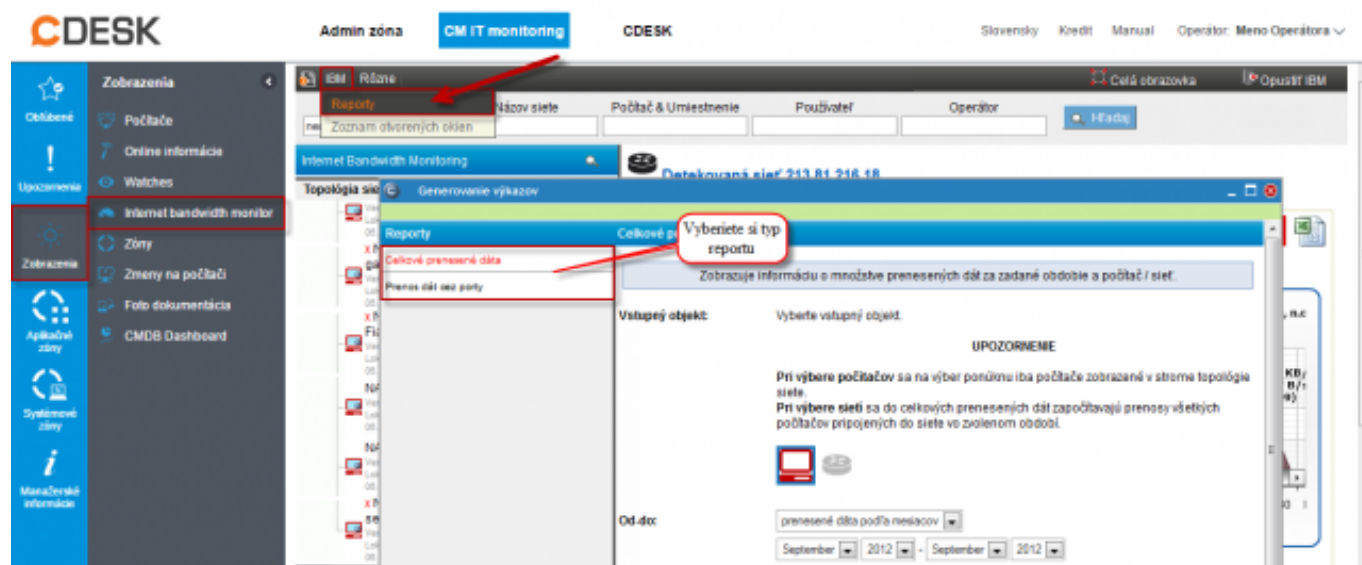 CDESK
Admin zóna
CM IT monitoring
CDESK
Slovensky
Kredit
Manual
Operátor: Meno Operátora
Obľúbené
Upozornenia
Zobrazenia
Aplikačné
zóny
Systémové
zóny
Manažerské
informácie
Zobrazenia
Počítače
Online informácie
Watches
Internet bandwidth monitor
Zóny
Zmeny na počítači
Foto dokumentácia
CMDB Dashboard
IBM
Rôzne
Celá obrazovka
Opustiť IBM
Reporty
Zoznam otvorených okien
Názov siete
Počítač & Umiestnenie
Používateľ
Operátor
Hľadaj
Internet Bandwidth Monitoring
Detekovaná sieť 213.81.216.18
Topológia sie
Generovanie výkazov
Reporty
Celkové prenesené dáta
Prenos dát cez porty
Celkové p
Vyberiete si typ
reportu
Zobrazuje informáciu o množstve prenesených dát za zadané obdobie a počítač / sieť.
Vstupný objekt:
Vyberte vstupný objekt.
UPOZORNENIE
Pri výbere počítačov sa na výber ponúknu iba počítače zobrazené v strome topológie
siete.
Pri výbere sietí sa do celkových prenesených dát započítavajú prenosy všetkých
počítačov pripojených do siete vo zvolenom období.
Od-do:
prenesené dáta podľa mesiacov
September 2012 - September 2012